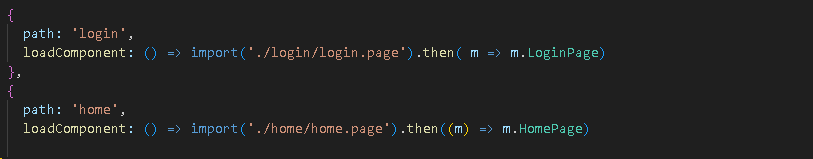 {
path: 'login',
loadComponent: () => import('./login/login.page').then( m => m.LoginPage)
},
{
path: 'home',
loadComponent: () => import('./home/home.page').then((m) => m.HomePage)